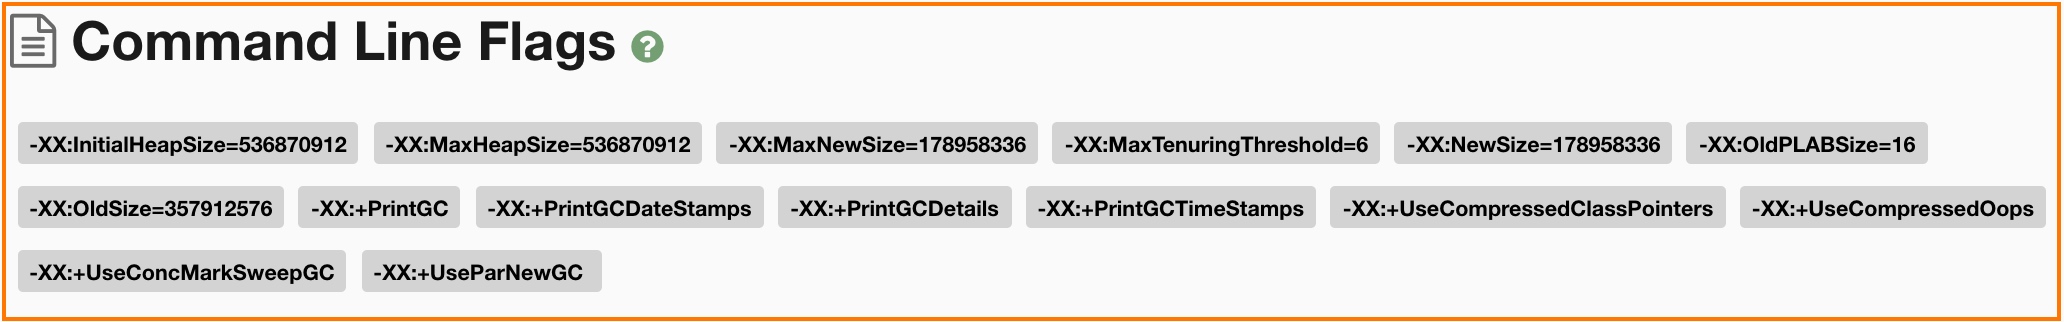 Command Line Flags ?
-XX:InitialHeapSize=536870912 -XX:MaxHeapSize=536870912 -XX:MaxNewSize=178958336 -XX:MaxTenuringThreshold=6 -XX:NewSize=178958336 -XX:OldPLABSize=16
-XX:OldSize=357912576 -XX:+PrintGC -XX:+PrintGCDateStamps -XX:+PrintGCDetails -XX:+PrintGCTimeStamps -XX:+UseCompressedClassPointers -XX:+UseCompressedOops
-XX:+UseConcMarkSweepGC -XX:+UseParNewGC